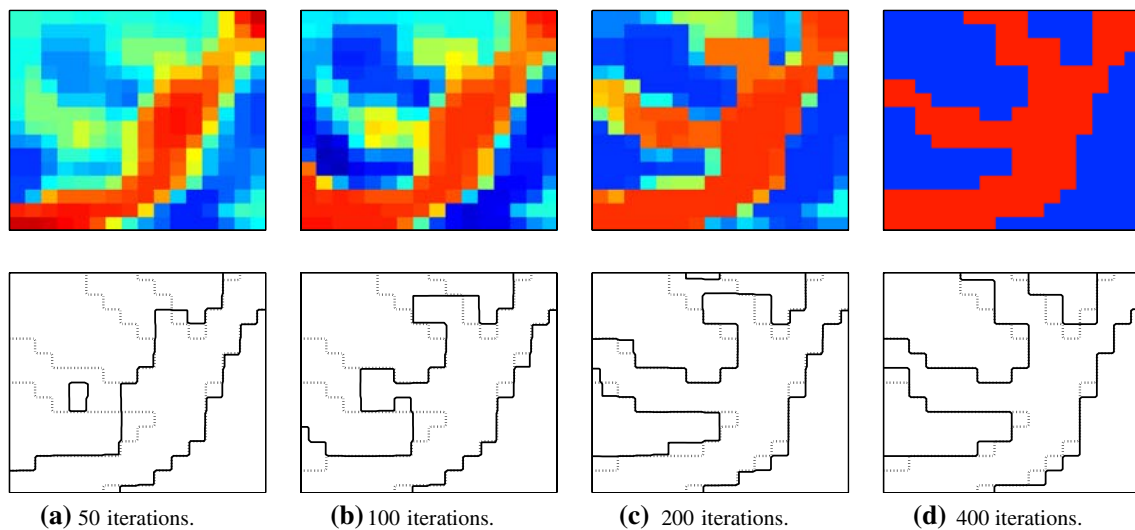 (a) 50 iterations.
(b) 100 iterations.
(c) 200 iterations.
(d) 400 iterations.